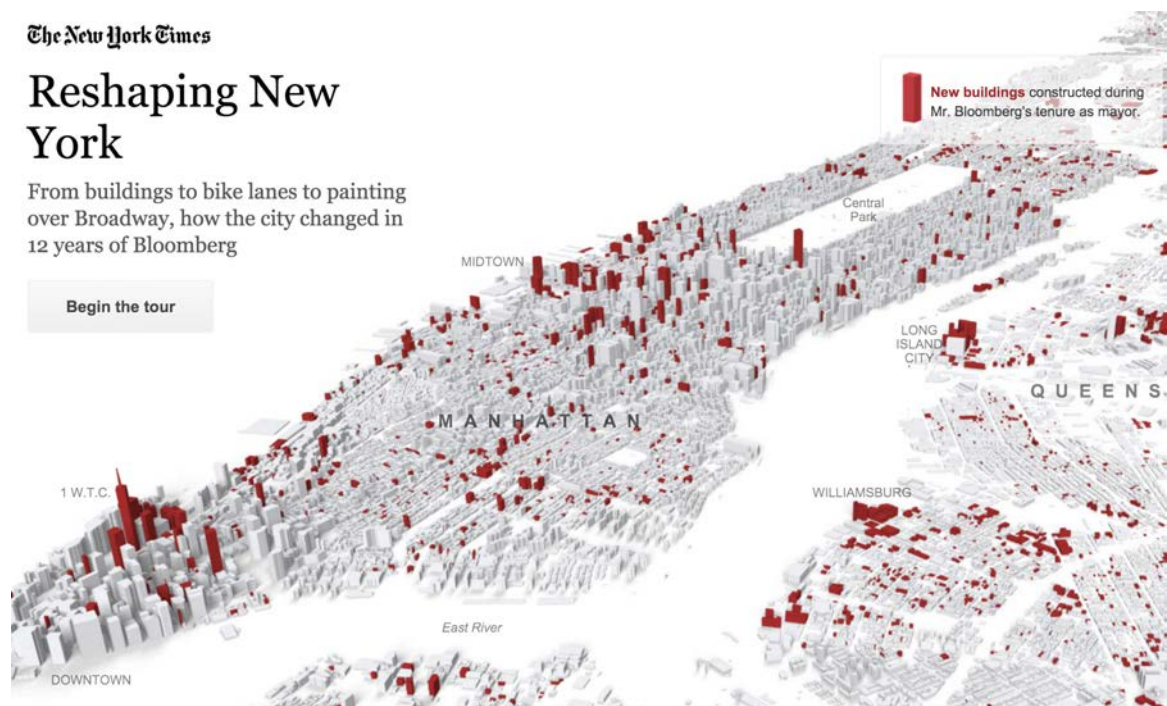 The New York Times
Reshaping New
York
From buildings to bike lanes to painting
over Broadway, how the city changed in
12 years of Bloomberg
Begin the tour
New buildings constructed during
Mr. Bloomberg's tenure as mayor.
Central
Park
MIDTOWN
LONG
ISLAND
CITY
QUEENS
MANHATTAN
1 W.T.C.
WILLIAMSBURG
East River
DOWNTOWN